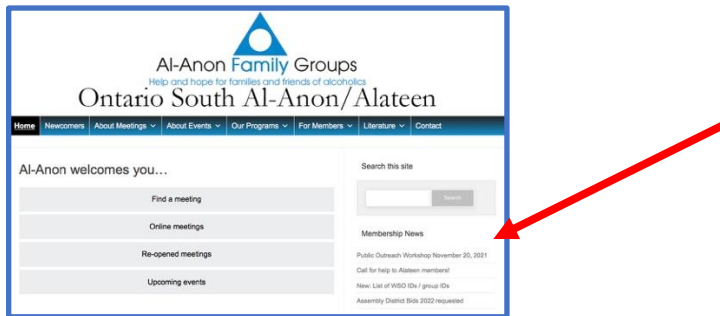 Al-Anon Family Groups
Help and hope for families and friends of alcoholics
Ontario South Al-Anon/Alateen
Home Newcomers About Meetings About Events Our Programs For Members Literature Contact
Al-Anon welcomes you...
Find a meeting
Online meetings
Re-opened meetings
Upcoming events
Search this site
Search
Membership News
Public Outreach Workshop November 20, 2021
Call for help to Alateen members!
New: List of WSO IDs / group IDs
Assembly District Bids 2022 requested